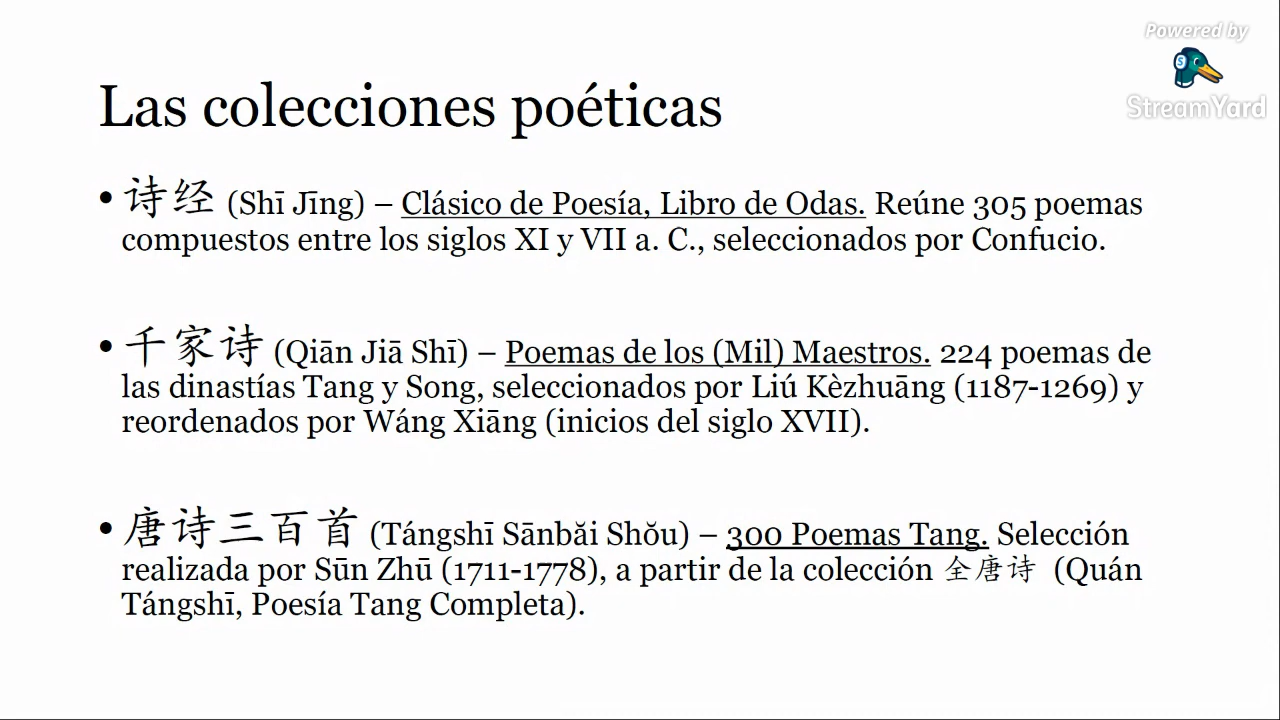 Powered by
StreamYard
Las colecciones poéticas
• 诗经 (Shī Jīng) – Clásico de Poesía, Libro de Odas. Reúne 305 poemas
compuestos entre los siglos XI y VII a. C., seleccionados por Confucio.
• 千家诗 (Qiān Jiā Shī) – Poemas de los (Mil) Maestros. 224 poemas de
las dinastías Tang y Song, seleccionados por Liú Kèzhuāng (1187-1269) y
reordenados por Wáng Xiāng (inicios del siglo XVII).
• 唐诗三百首 (Tángshī Sānbăi Shŏu) – 300 Poemas Tang. Selección
realizada por Sūn Zhū (1711-1778), a partir de la colección 全唐诗 (Quán
Tángshī, Poesía Tang Completa).